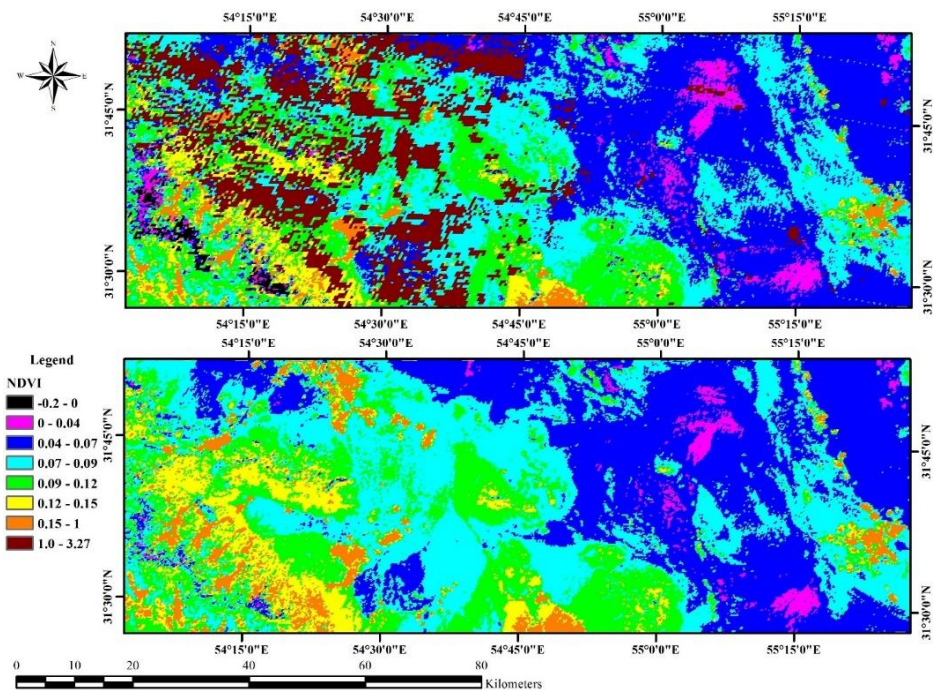 54°15'0"E 54°30'0"E 54°45'0"E 55°0'0"E 55°15'0"E
N
W E
S
31°45'0"N 31°45'0"N
31°30'0"N 31°30'0"N
54°15'0"E 54°30'0"E 54°45'0"E 55°0'0"E 55°15'0"E
54°15'0"E 54°30'0"E 54°45'0"E 55°0'0"E 55°15'0"E
Legend
NDVI
-0.2 - 0
0 - 0.04
0.04 - 0.07
0.07 - 0.09
0.09 - 0.12
0.12 - 0.15
0.15 - 1
1.0 - 3.27
31°45'0"N 31°45'0"N
31°30'0"N 31°30'0"N
54°15'0"E 54°30'0"E 54°45'0"E 55°0'0"E 55°15'0"E
0 10 20 40 60 80
Kilometers